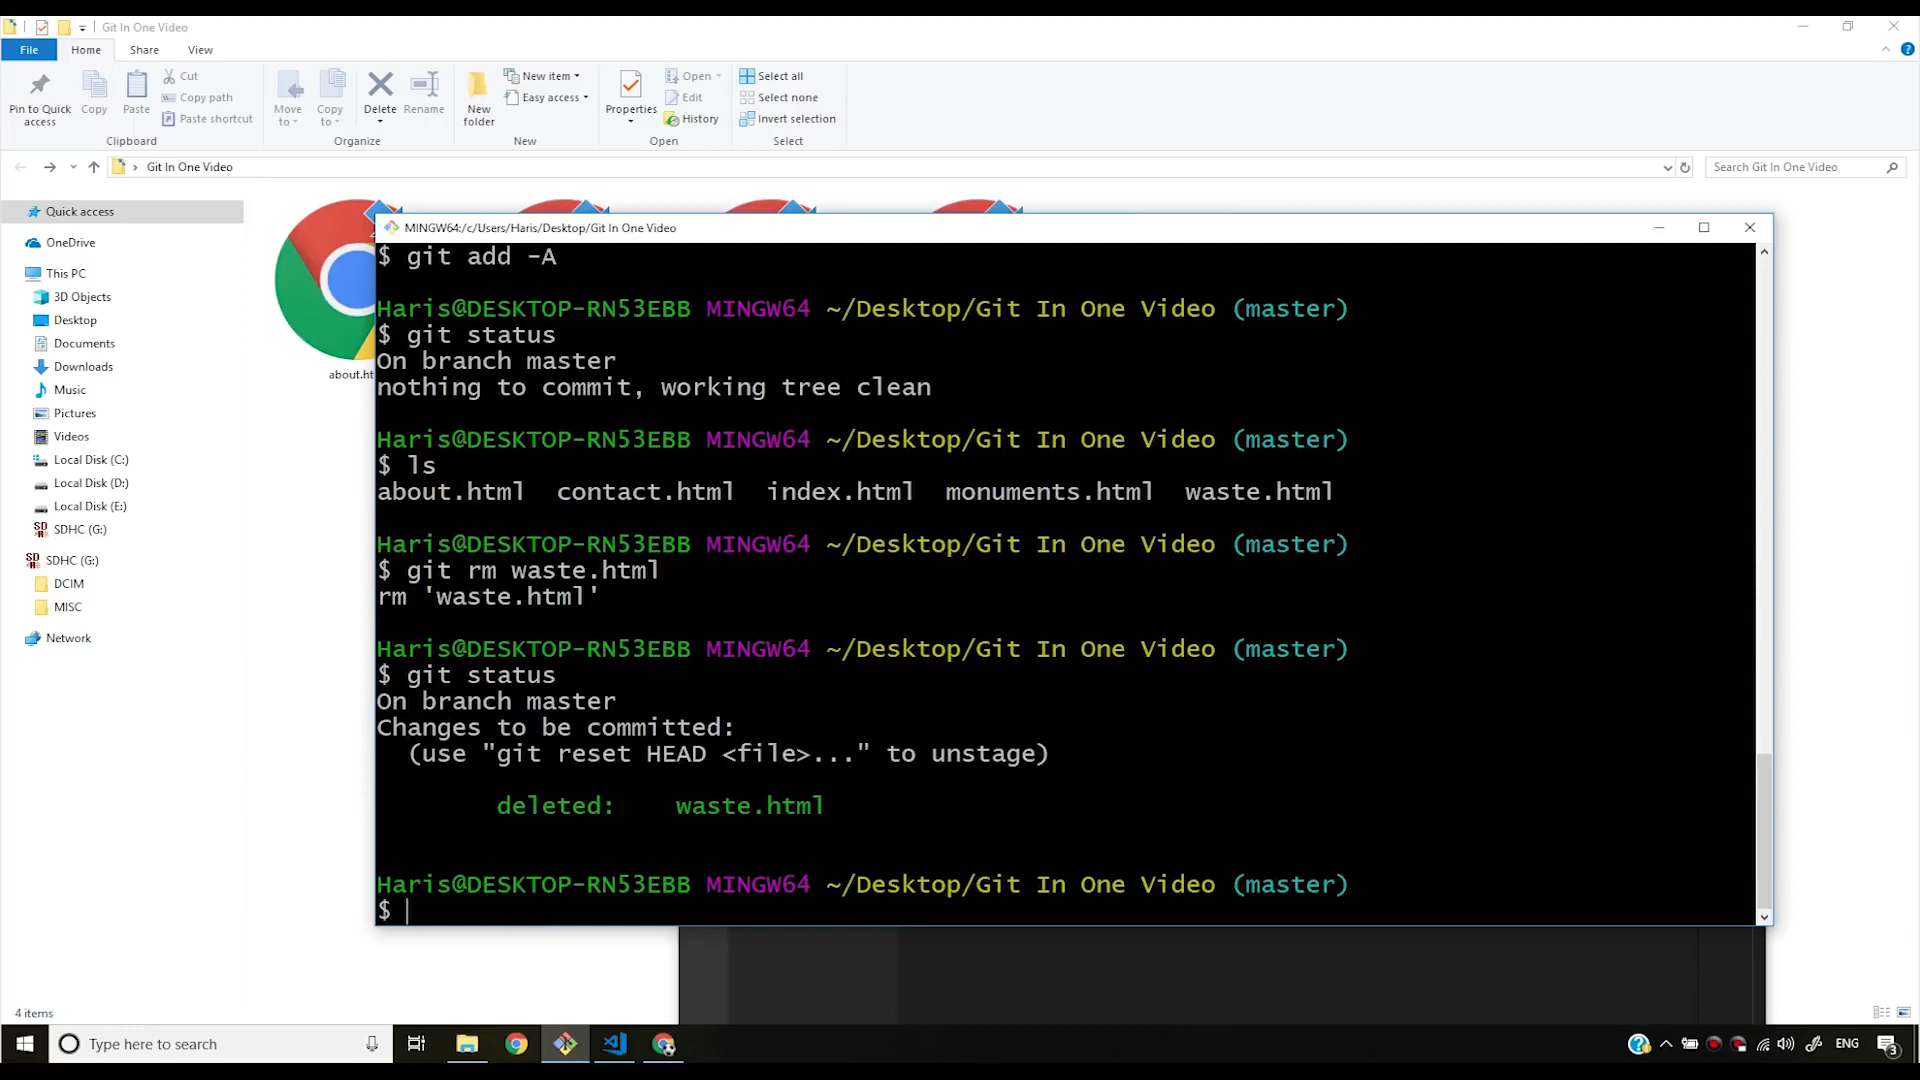 Git In One Video
File Home Share View
Pin to Quick access
Copy
Paste
Cut
Copy path
Paste shortcut
Move to
Copy to
Delete
Rename
New folder
New item
Easy access
Properties
Open
Edit
History
Select all
Select none
Invert selection
Clipboard
Organize
New
Open
Select
Git In One Video
Search Git In One Video
Quick access
OneDrive
This PC
3D Objects
Desktop
Documents
Downloads
Music
Pictures
Videos
Local Disk (C:)
Local Disk (D:)
Local Disk (E:)
SDHC (G:)
SDHC (G:)
DCIM
MISC
Network
about.ht
MINGW64:/c/Users/Haris/Desktop/Git In One Video
$ git add -A
Haris@DESKTOP-RN53EBB MINGW64 ~/Desktop/Git In One Video (master)
$ git status
On branch master
nothing to commit, working tree clean
Haris@DESKTOP-RN53EBB MINGW64 ~/Desktop/Git In One Video (master)
$ ls
about.html contact.html index.html monuments.html waste.html
Haris@DESKTOP-RN53EBB MINGW64 ~/Desktop/Git In One Video (master)
$ git rm waste.html
rm 'waste.html'
Haris@DESKTOP-RN53EBB MINGW64 ~/Desktop/Git In One Video (master)
$ git status
On branch master
Changes to be committed:
(use "git reset HEAD <file>..." to unstage)
deleted: waste.html
Haris@DESKTOP-RN53EBB MINGW64 ~/Desktop/Git In One Video (master)
$
4 items
Type here to search
ENG
3